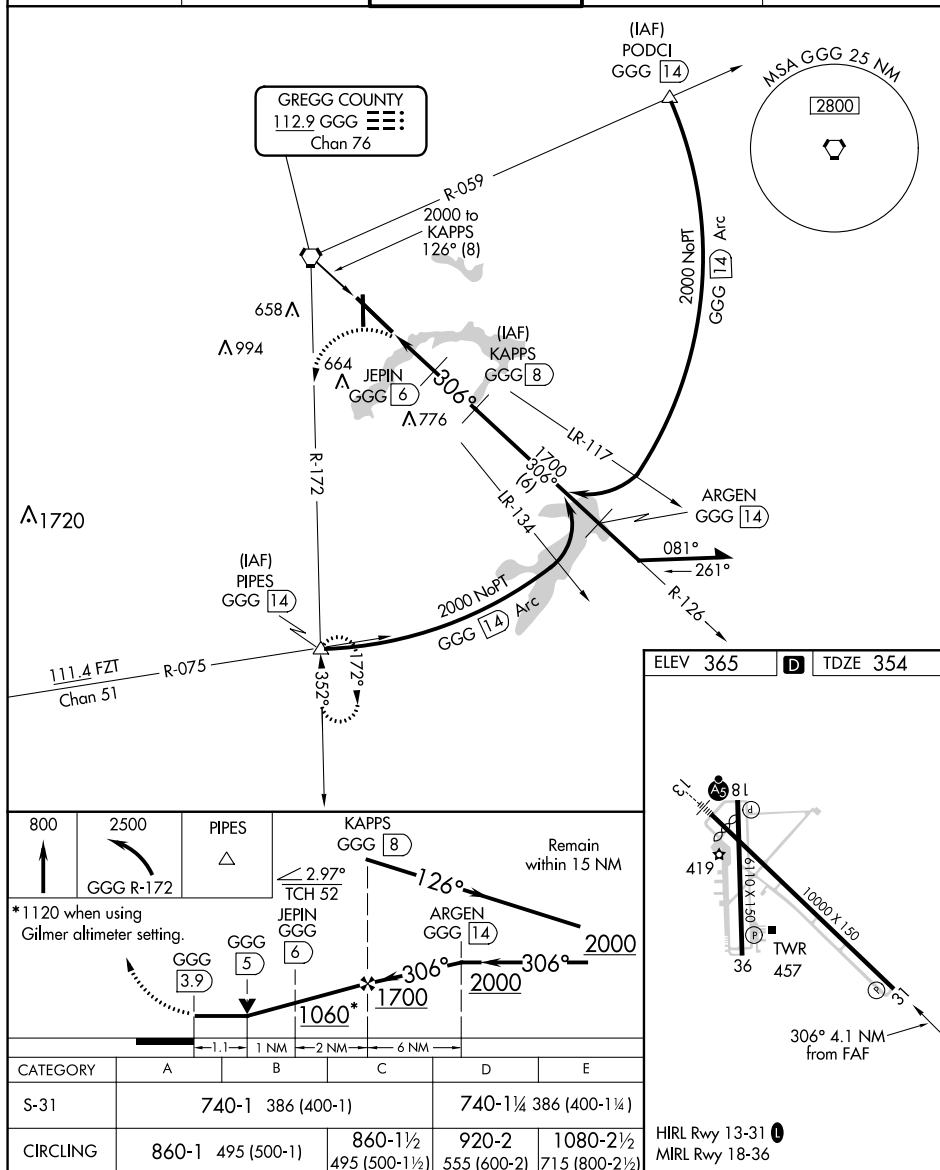 (IAF)
PODCI
GGG 14
MSA GGG 25 NM
2800
GREGG COUNTY
112.9 GGG
Chan 76
R-059
2000 to
KAPPS
126° (8)
2000 NoPT
GGG 14 Arc
658
994
664
JEPIN
GGG 6
776
306°
(IAF)
KAPPS
GGG 8
LR-117
1700
306°
(6)
LR-134
R-172
1720
ARGEN
GGG 14
081°
261°
R-126
(IAF)
PIPES
GGG 14
2000 NoPT
GGG 14 Arc
111.4 FZT
Chan 51
R-075
352°
172°
ELEV 365
D
TDZE 354
13
A5
18
P
419
6110 X 150
10000 X 150
P
TWR
457
36
P
31
306° 4.1 NM
from FAF
HIRL Rwy 13-31 L
MIRL Rwy 18-36
800
2500
GGG R-172
PIPES
2.97°
TCH 52
KAPPS
GGG 8
Remain
within 15 NM
126°
2000
*1120 when using
Gilmer altimeter setting.
GGG
3.9
GGG
5
JEPIN
GGG
6
ARGEN
GGG 14
306°
306°
1060*
1700
2000
1.1
1 NM
2 NM
6 NM
CATEGORY A B C D E
S-31 740-1 386 (400-1) 740-1¼ 386 (400-1¼)
CIRCLING 860-1 495 (500-1) 860-1½ 495 (500-1½) 920-2 555 (600-2) 1080-2½ 715 (800-2½)